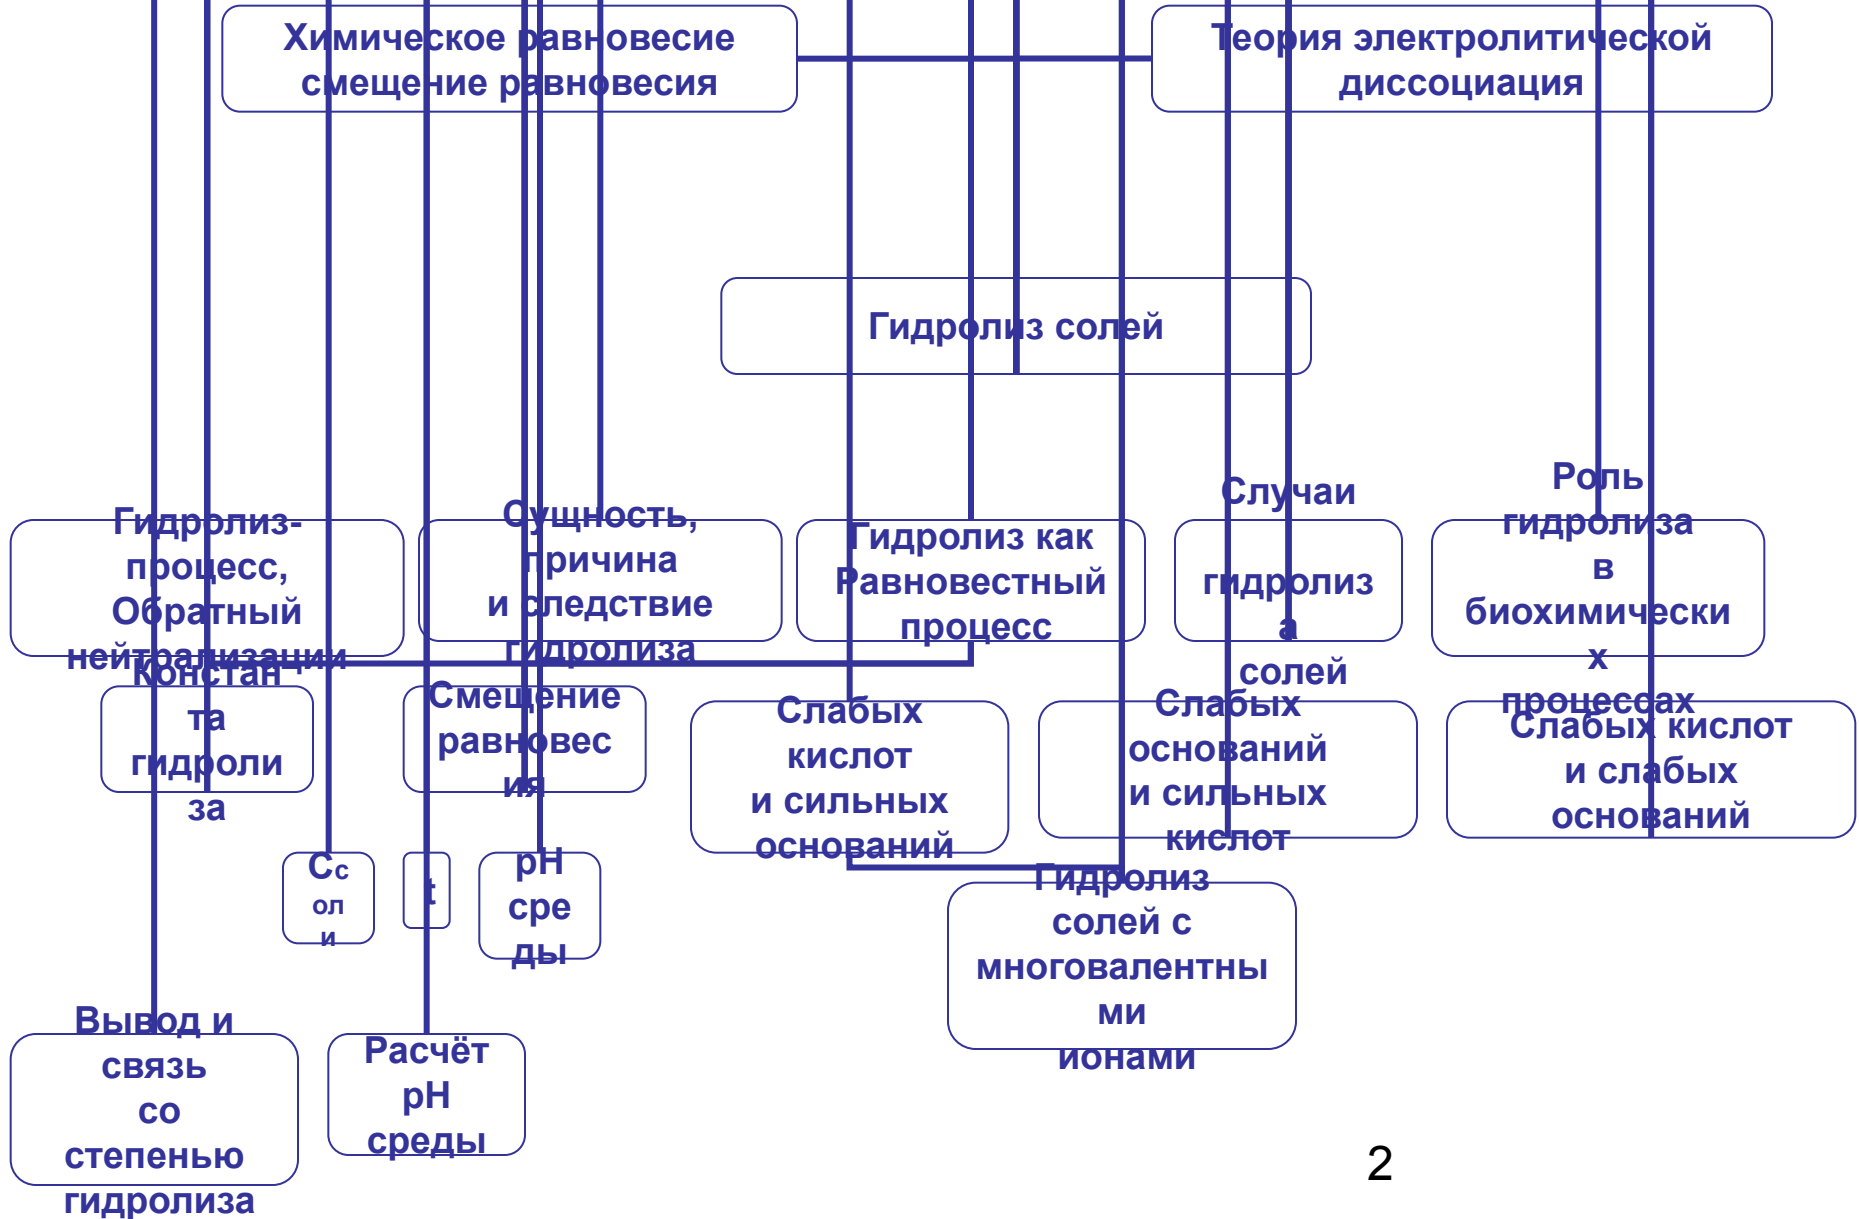 Химическое равновесие
смещение равновесия
Теория электролитической
диссоциация
Гидролиз солей
Гидролиз-
процесс,
Обратный
нейтрализации
Сущность,
причина
и следствие
гидролиза
Гидролиз как
Равновестный
процесс
Случаи
гидролиз
а
солей
Роль
гидролиза
в
биохимически
х
процессах
Констан
та
гидроли
за
Смещение
равновес
ия
Слабых
кислот
и сильных
оснований
Слабых
оснований
и сильных
кислот
Слабых кислот
и слабых
оснований
Сс
ол
и
t
pH
сре
ды
Гидролиз
солей с
многовалентны
ми
ионами
Вывод и
связь
со
степенью
гидролиза
Расчёт
pH
среды
2